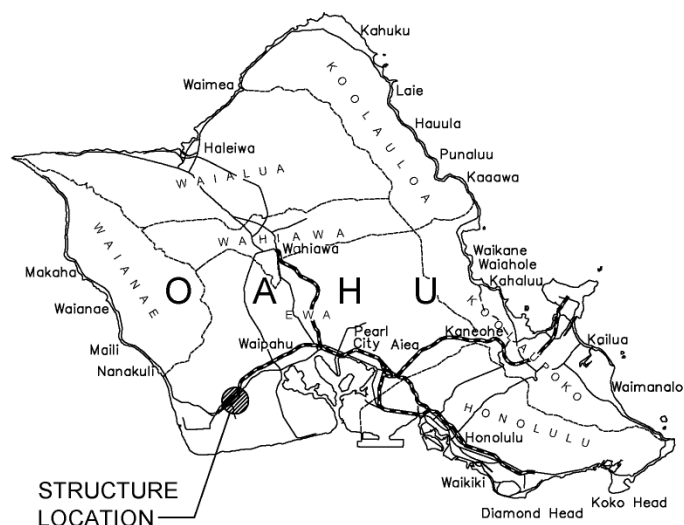 Kahuku
Waimea
KOOLAULOA
Laie
Hauula
Haleiwa
Punaluu
WAIALUA
Kaaawa
WAIANAE
WAHIAWA
Wahiawa
Waikane
Waiahole
Kahaluu
Makaha
OAHU
KOOLAUPOKO
Waianae
EWA
Pearl
City
Kaneohe
Kailua
Maili
Waipahu
Aiea
Nanakuli
Waimanalo
HONOLULU
Honolulu
Waikiki
STRUCTURE
LOCATION
Diamond Head
Koko Head